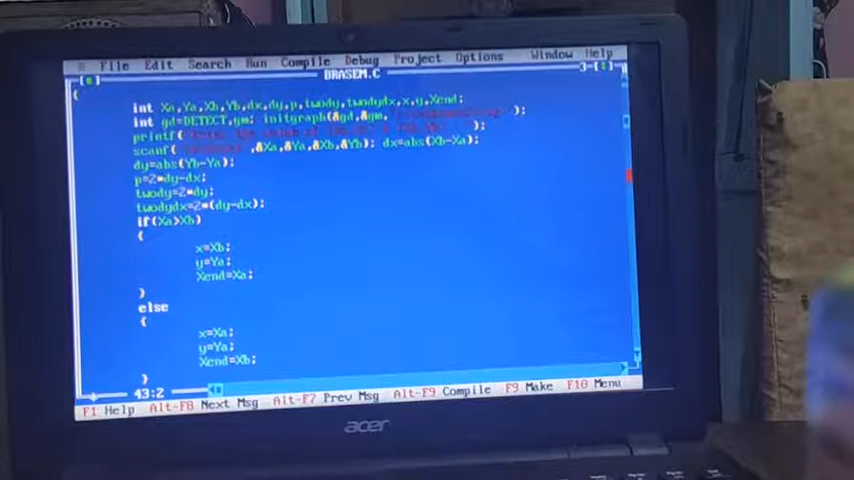 File Edit Search Run Compile Debug Project Options Window Help
BRASEM.C 3
{
int Xa,Ya,Xb,Yb,dx,dy,p,twody,twodydx,x,y,Xend;
int gd=DETECT,gm; initgraph(&gd,&gm," ");
printf(" ");
scanf(" ",&Xa,&Ya,&Xb,&Yb); dx=abs(Xb-Xa);
dy=abs(Yb-Ya);
p=2*dy-dx;
twody=2*dy;
twodydx=2*(dy-dx);
if(Xa>Xb)
{
x=Xb;
y=Ya;
Xend=Xa;
}
else
{
x=Xa;
y=Ya;
Xend=Xb;
}
43:2
F1 Help Alt-F8 Next Msg Alt-F7 Prev Msg Alt-F9 Compile F9 Make F10 Menu
acer